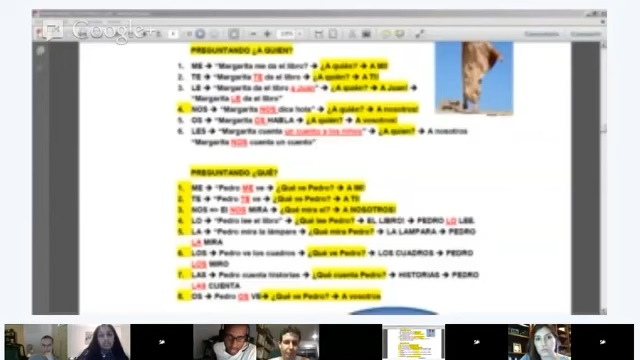 Google+
PREGUNTANDO ¿A QUIEN?
1. ME → "Margarita me da el libro? → ¿A quién? → A MI!
2. TE → "Margarita TE da el libro → ¿A quién? → A TI!
3. LE → "Margarita da el libro a Juan" → ¿A quién? → A Juan! →
"Margarita LE da el libro"
4. NOS → "Margarita NOS dice hola" → ¿A quién? → A nosotros!
5. OS → "Margarita OS HABLA → ¿A quién? → A vosotros!
6. LES → "Margarita cuenta un cuento a los niños" → ¿A quien? → A nosotros
"Margarita NOS cuenta un cuento"
PREGUNTANDO ¿QUÉ?
1. ME → "Pedro ME ve → ¿Qué ve Pedro? → A MI!
2. TE → "Pedro TE ve → ¿Qué ve Pedro? → A TI!
3. NOS => El NOS MIRA → ¿Qué mira el? → A NOSOTROS!
4. LO → "Pedro lee el libro" → ¿Qué lee Pedro? → EL LIBRO! → PEDRO LO LEE.
5. LA → "Pedro mira la lámpara → ¿Qué mira Pedro? → LA LAMPARA → PEDRO
LA MIRA
6. LOS → Pedro ve los cuadros → ¿Qué ve Pedro? → LOS CUADROS → PEDRO
LOS MIRO
7. LAS → Pedro cuenta historias → ¿Qué cuenta Pedro? → HISTORIAS → PEDRO
LAS CUENTA
8. OS → Pedro OS VE → ¿Qué ve Pedro? → A vosotros